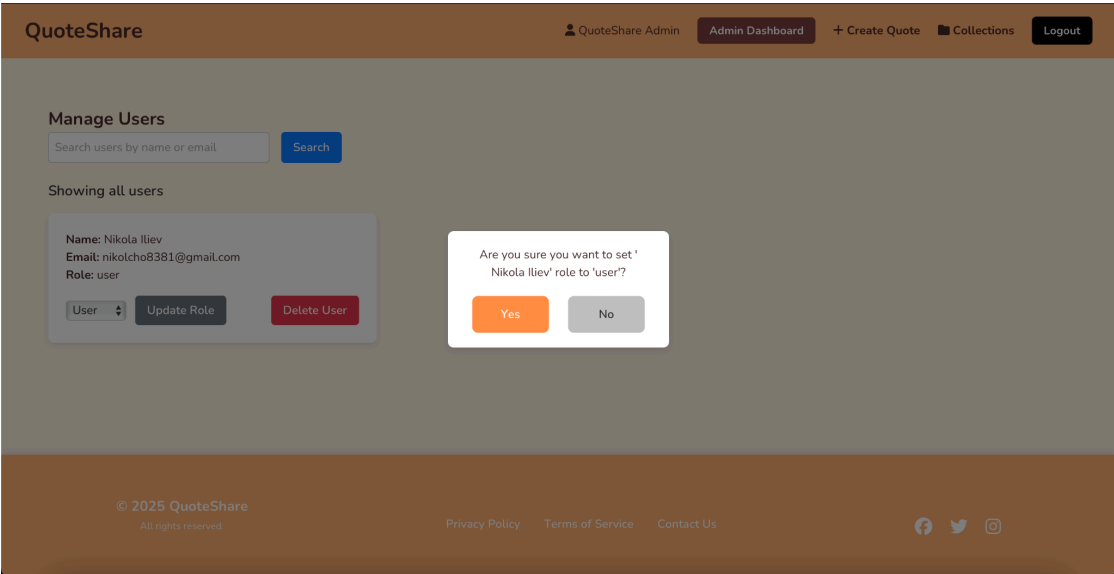 QuoteShare
QuoteShare Admin
Admin Dashboard
+ Create Quote
Collections
Logout
Manage Users
Search users by name or email
Search
Showing all users
Name: Nikola Iliev
Email: nikolcho8381@gmail.com
Role: user
User
Update Role
Delete User
Are you sure you want to set '
Nikola Iliev' role to 'user'?
Yes
No
© 2025 QuoteShare
All rights reserved.
Privacy Policy
Terms of Service
Contact Us